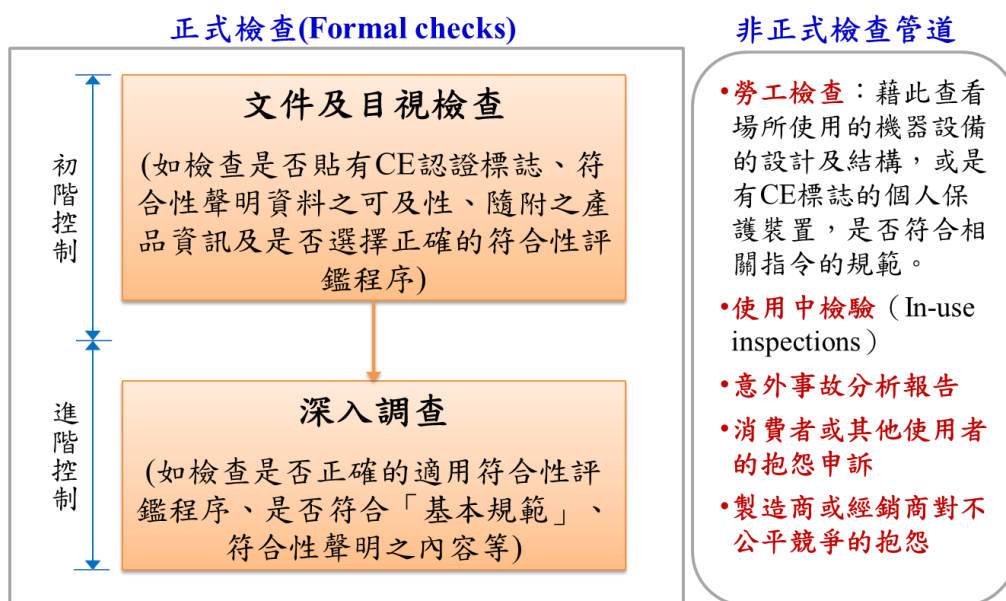 正式檢查(Formal checks)
初階控制
文件及目視檢查
(如檢查是否貼有CE認證標誌、符
合性聲明資料之可及性、隨附之產
品資訊及是否選擇正確的符合性評
鑑程序)
進階控制
深入調查
(如檢查是否正確的適用符合性評
鑑程序、是否符合「基本規範」、
符合性聲明之內容等)
非正式檢查管道
•勞工檢查：藉此查看
場所使用的機器設備
的設計及結構，或是
有CE標誌的個人保
護裝置，是否符合相
關指令的規範。
•使用中檢驗（In-use
inspections）
•意外事故分析報告
•消費者或其他使用者
的抱怨申訴
•製造商或經銷商對不
公平競爭的抱怨